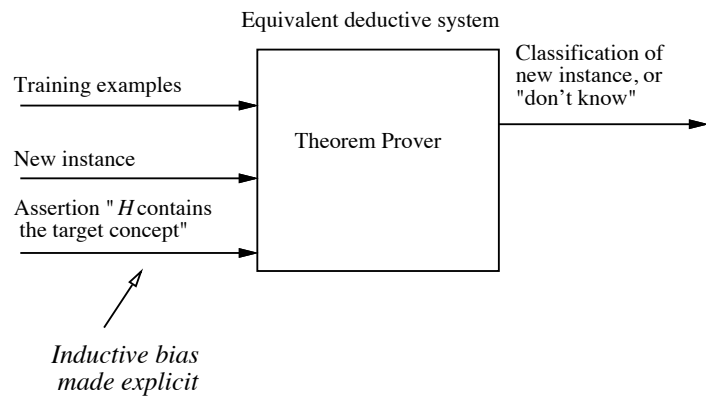 Equivalent deductive system
Classification of
new instance, or
"don't know"
Training examples
Theorem Prover
New instance
Assertion " H contains
the target concept"
Inductive bias
made explicit